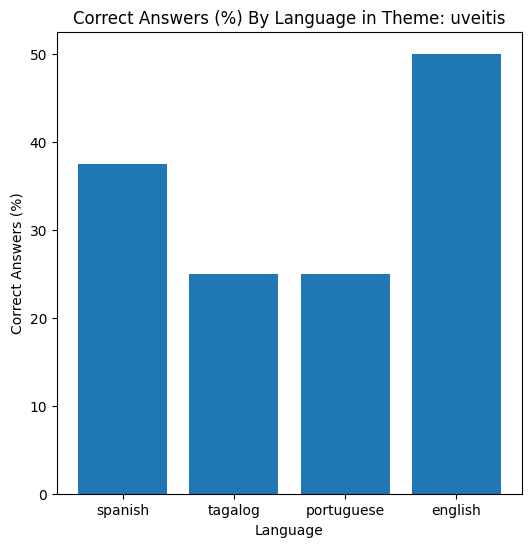 Correct Answers (%) By Language in Theme: uveitis
Correct Answers (%)
50
40
30
20
10
0
spanish tagalog portuguese english
Language